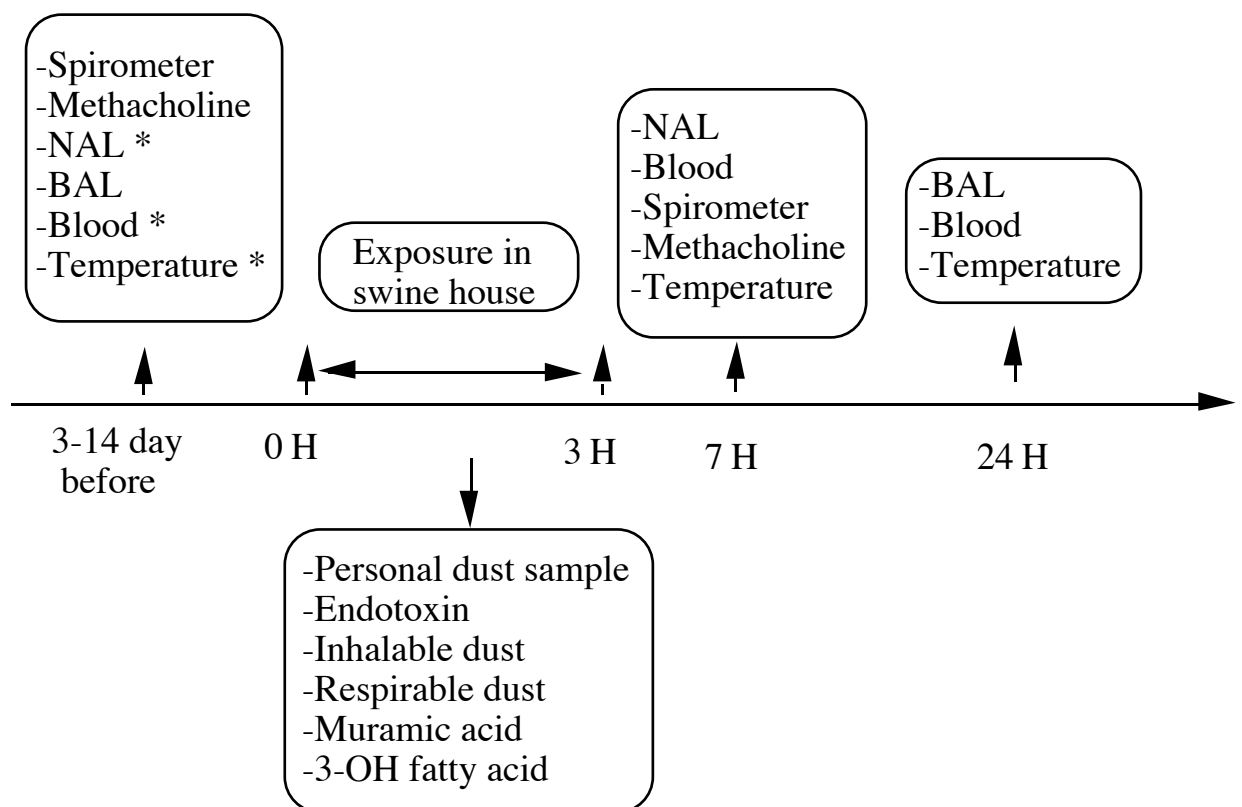 -Spirometer
-Methacholine
-NAL *
-BAL
-Blood *
-Temperature *
Exposure in
swine house
-NAL
-Blood
-Spirometer
-Methacholine
-Temperature
-BAL
-Blood
-Temperature
3-14 day
before
0 H
3 H
7 H
24 H
-Personal dust sample
-Endotoxin
-Inhalable dust
-Respirable dust
-Muramic acid
-3-OH fatty acid